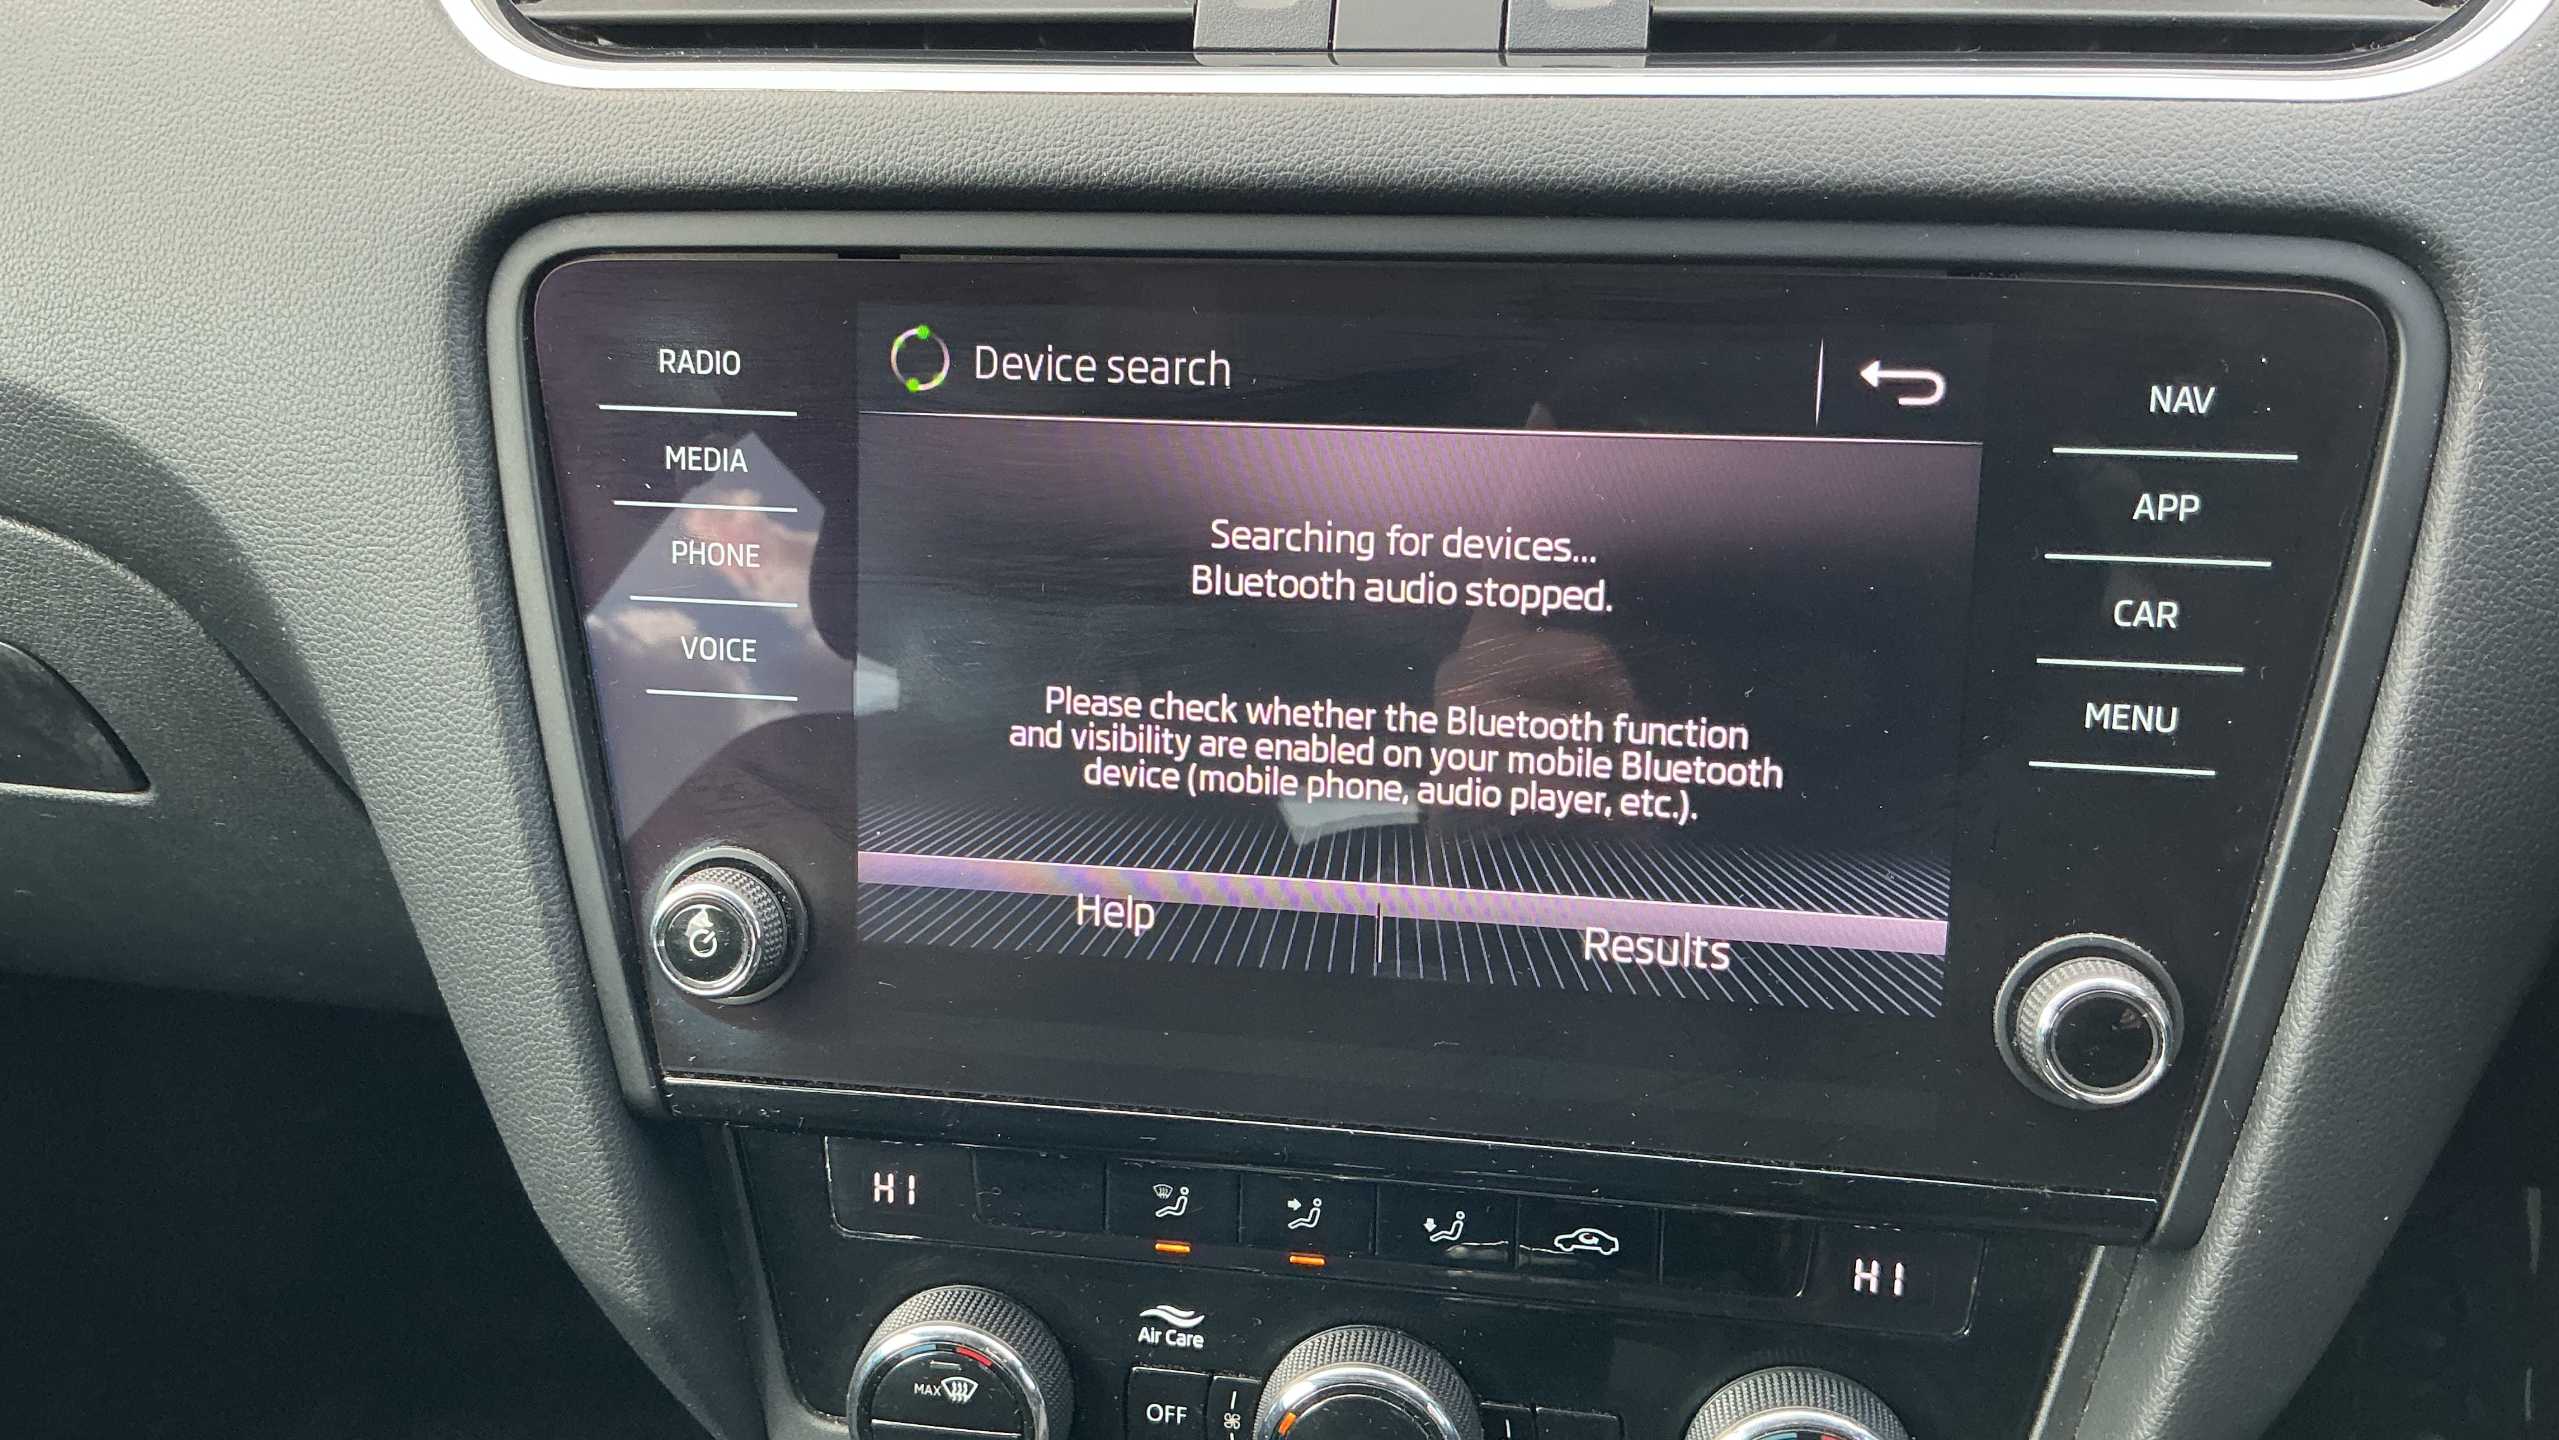 RADIO
MEDIA
PHONE
VOICE
Device search
Searching for devices...
Bluetooth audio stopped.
Please check whether the Bluetooth function
and visibility are enabled on your mobile Bluetooth
device (mobile phone, audio player, etc.).
Help
Results
NAV
APP
CAR
MENU
HI
HI
Air Care
MAX
OFF